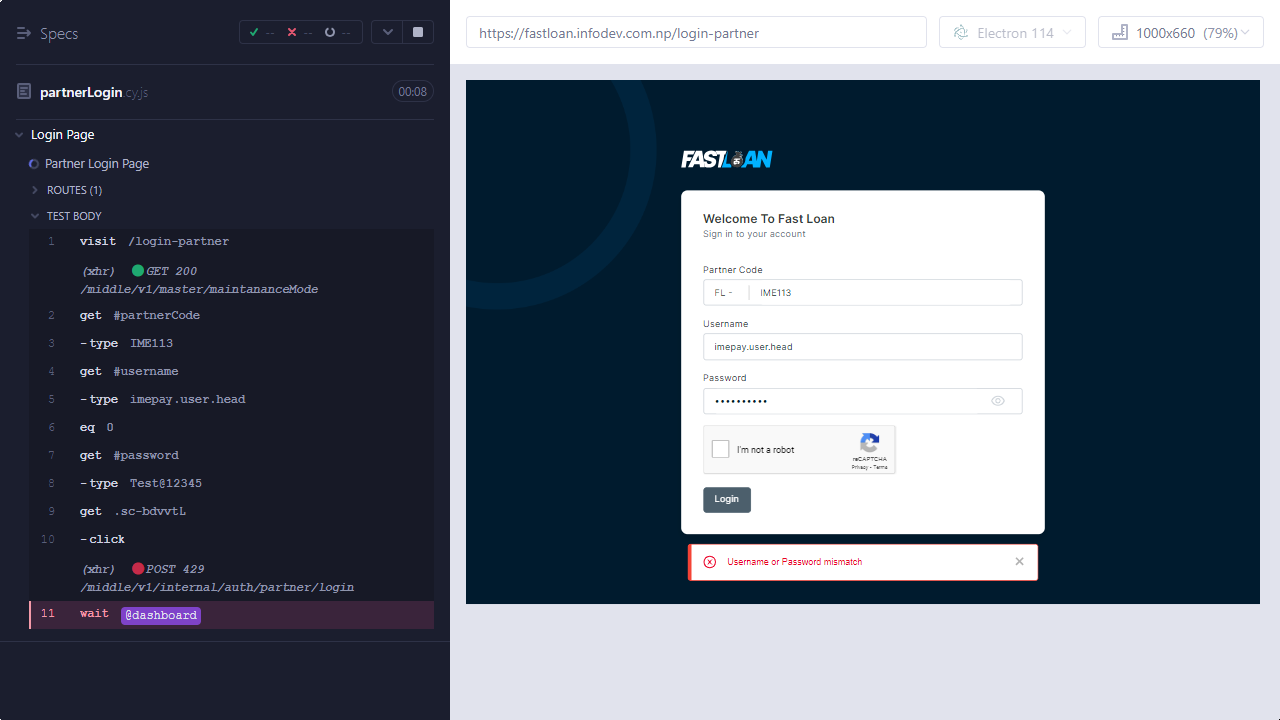 Specs
-- -- --
partnerLogin.cy.js
00:08
Login Page
Partner Login Page
ROUTES (1)
TEST BODY
1 visit /login-partner
(xhr) GET 200
/middle/v1/master/maintananceMode
2 get #partnerCode
3 -type IME113
4 get #username
5 -type imepay.user.head
6 eq 0
7 get #password
8 -type Test@12345
9 get .sc-bdvvtL
10 -click
(xhr) POST 429
/middle/v1/internal/auth/partner/login
11 wait @dashboard
https://fastloan.infodev.com.np/login-partner
Electron 114
1000x660 (79%)
FASTLOAN
Welcome To Fast Loan
Sign in to your account
Partner Code
FL - IME113
Username
imepay.user.head
Password
I'm not a robot
reCAPTCHA
Privacy - Terms
Login
Username or Password mismatch